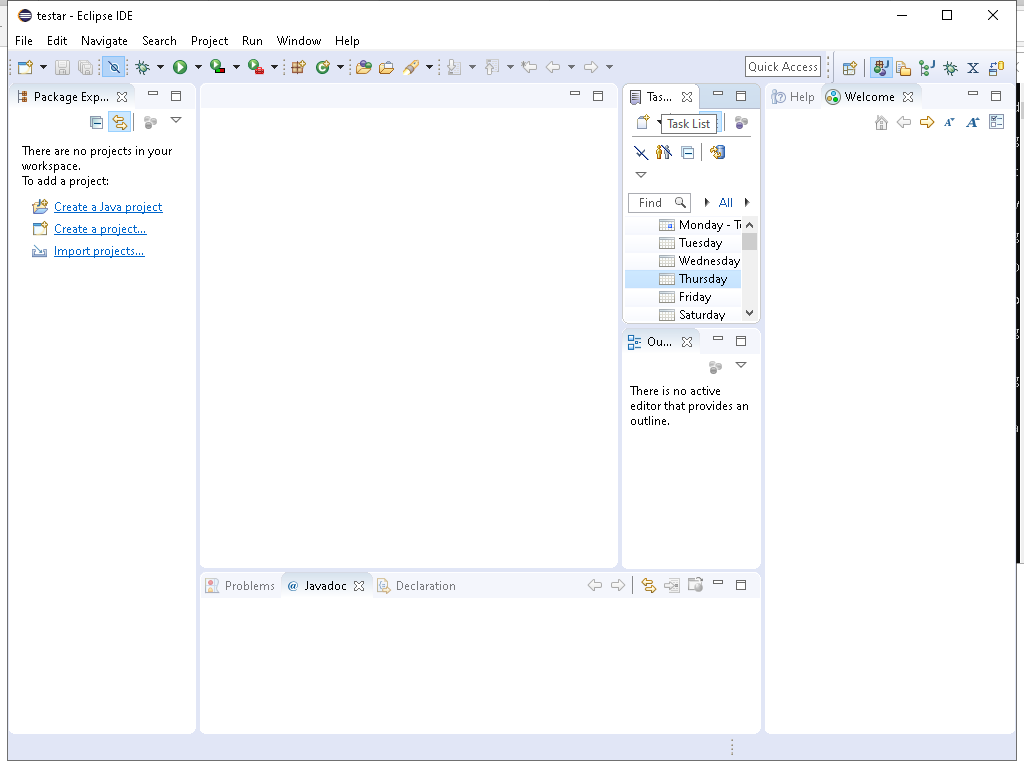 testar - Eclipse IDE
File Edit Navigate Search Project Run Window Help
Quick Access
Package Exp...
There are no projects in your
workspace.
To add a project:
Create a Java project
Create a project...
Import projects...
Tas...
Task List
Find
All
Monday - T
Tuesday
Wednesday
Thursday
Friday
Saturday
Ou...
There is no active
editor that provides an
outline.
Help
Welcome
Problems
@ Javadoc
Declaration